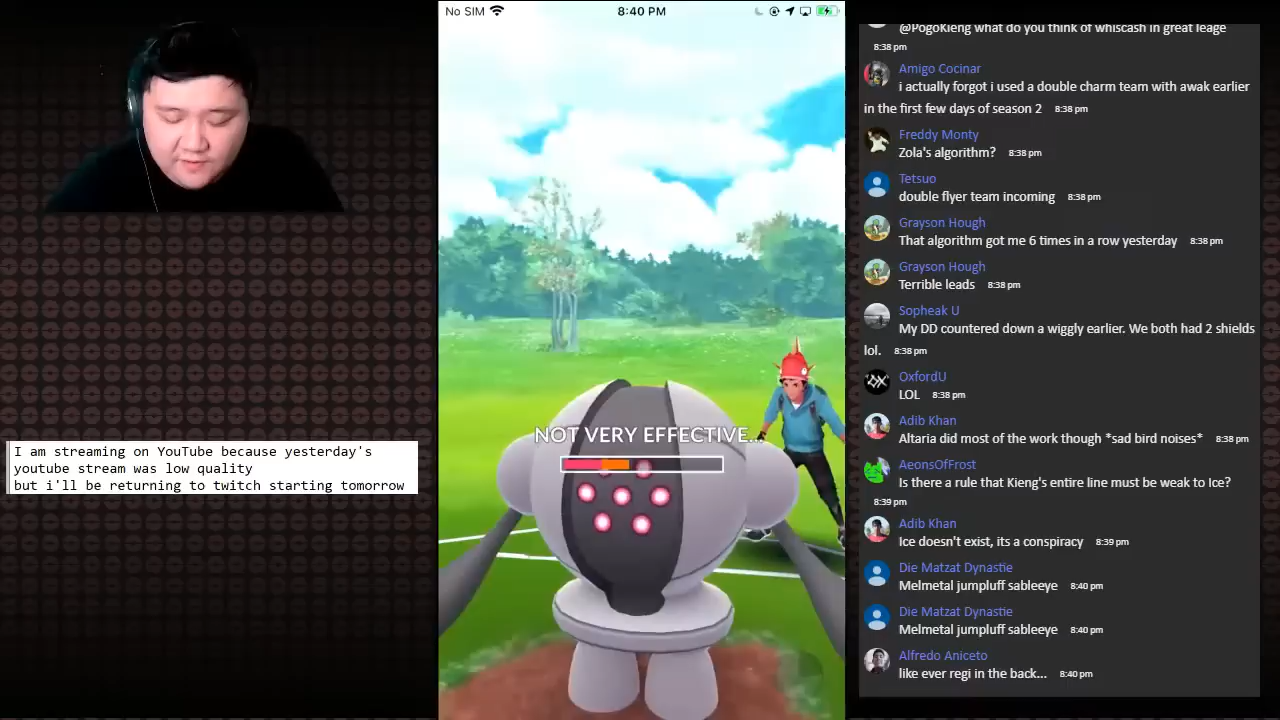 I am streaming on YouTube because yesterday's
youtube stream was low quality
but i'll be returning to twitch starting tomorrow
No SIM
8:40 PM
NOT VERY EFFECTIVE...
@PogoKieng what do you think of whiscash in great leage
8:38 pm
Amigo Cocinar
i actually forgot i used a double charm team with awak earlier
in the first few days of season 2 8:38 pm
Freddy Monty
Zola's algorithm? 8:38 pm
Tetsuo
double flyer team incoming 8:38 pm
Grayson Hough
That algorithm got me 6 times in a row yesterday 8:38 pm
Grayson Hough
Terrible leads 8:38 pm
Sopheak U
My DD countered down a wiggly earlier. We both had 2 shields
lol. 8:38 pm
OxfordU
LOL 8:38 pm
Adib Khan
Altaria did most of the work though *sad bird noises* 8:38 pm
AeonsOfFrost
Is there a rule that Kieng's entire line must be weak to Ice?
8:39 pm
Adib Khan
Ice doesn't exist, its a conspiracy 8:39 pm
Die Matzat Dynastie
Melmetal jumpluff sableeye 8:40 pm
Die Matzat Dynastie
Melmetal jumpluff sableeye 8:40 pm
Alfredo Aniceto
like ever regi in the back... 8:40 pm